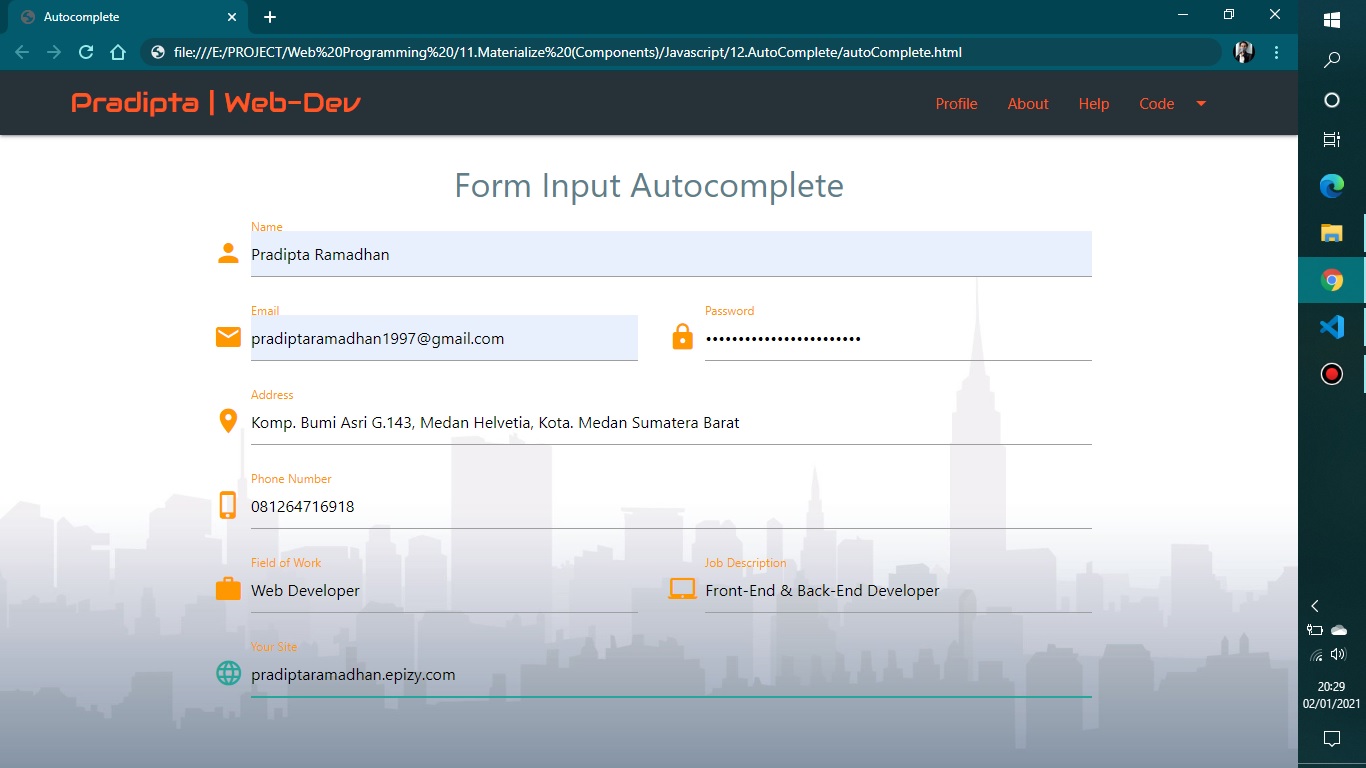 Autocomplete
file:///E:/PROJECT/Web%20Programming%20/11.Materialize%20(Components)/Javascript/12.AutoComplete/autoComplete.html
Pradipta | Web-Dev
Profile About Help Code
Form Input Autocomplete
Name
Pradipta Ramadhan
Email Password
pradiptaramadhan1997@gmail.com ••••••••••••••••••••••••
Address
Komp. Bumi Asri G.143, Medan Helvetia, Kota. Medan Sumatera Barat
Phone Number
081264716918
Field of Work Job Description
Web Developer Front-End & Back-End Developer
Your Site
pradiptaramadhan.epizy.com
20:29
02/01/2021